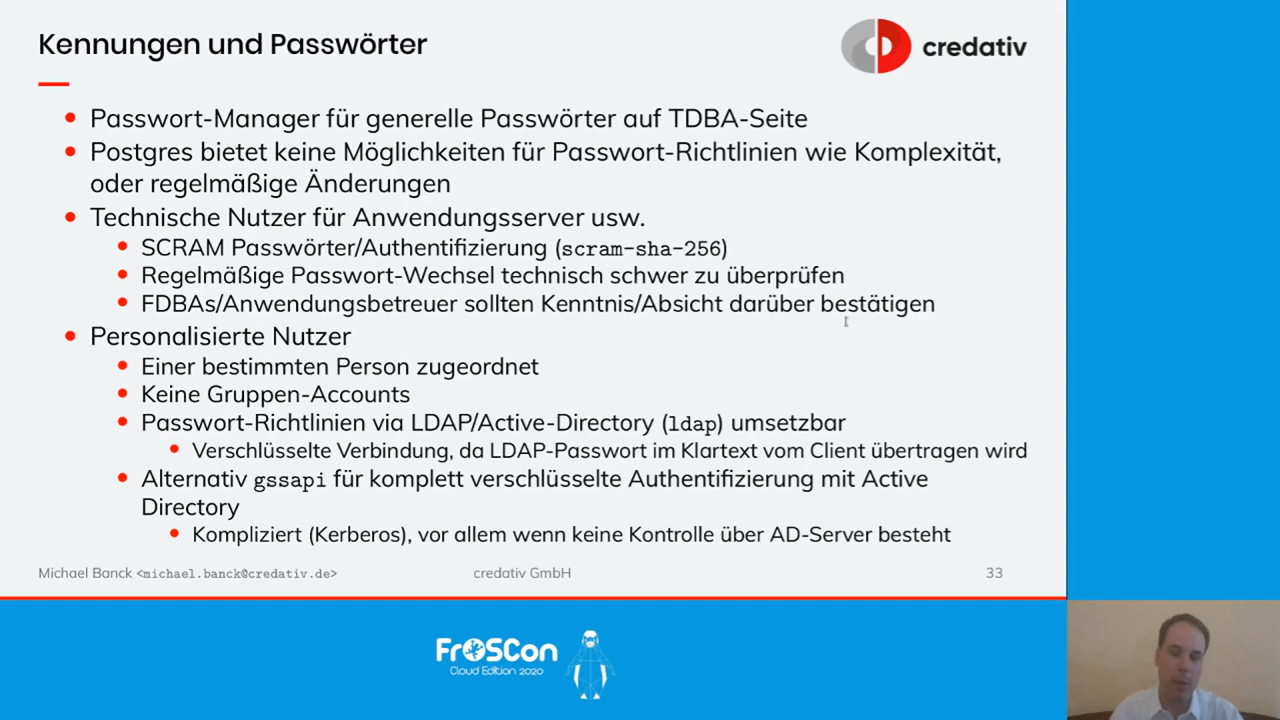 Kennungen und Passwörter
credativ
Passwort-Manager für generelle Passwörter auf TDBA-Seite
Postgres bietet keine Möglichkeiten für Passwort-Richtlinien wie Komplexität,
oder regelmäßige Änderungen
Technische Nutzer für Anwendungsserver usw.
SCRAM Passwörter/Authentifizierung (scram-sha-256)
Regelmäßige Passwort-Wechsel technisch schwer zu überprüfen
FDBAs/Anwendungsbetreuer sollten Kenntnis/Absicht darüber bestätigen
Personalisierte Nutzer
Einer bestimmten Person zugeordnet
Keine Gruppen-Accounts
Passwort-Richtlinien via LDAP/Active-Directory (ldap) umsetzbar
Verschlüsselte Verbindung, da LDAP-Passwort im Klartext vom Client übertragen wird
Alternativ gssapi für komplett verschlüsselte Authentifizierung mit Active
Directory
Kompliziert (Kerberos), vor allem wenn keine Kontrolle über AD-Server besteht
Michael Banck <michael.banck@credativ.de> credativ GmbH 33
FrOSCon
Cloud Edition 2020